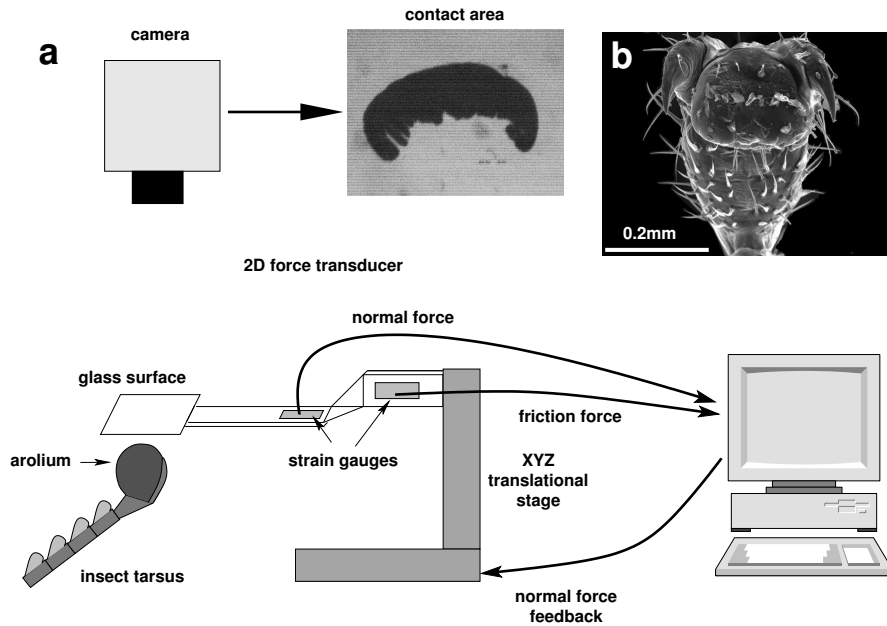 a
camera
contact area
b
0.2mm
2D force transducer
normal force
glass surface
friction force
arolium
strain gauges
XYZ
translational
stage
insect tarsus
normal force
feedback